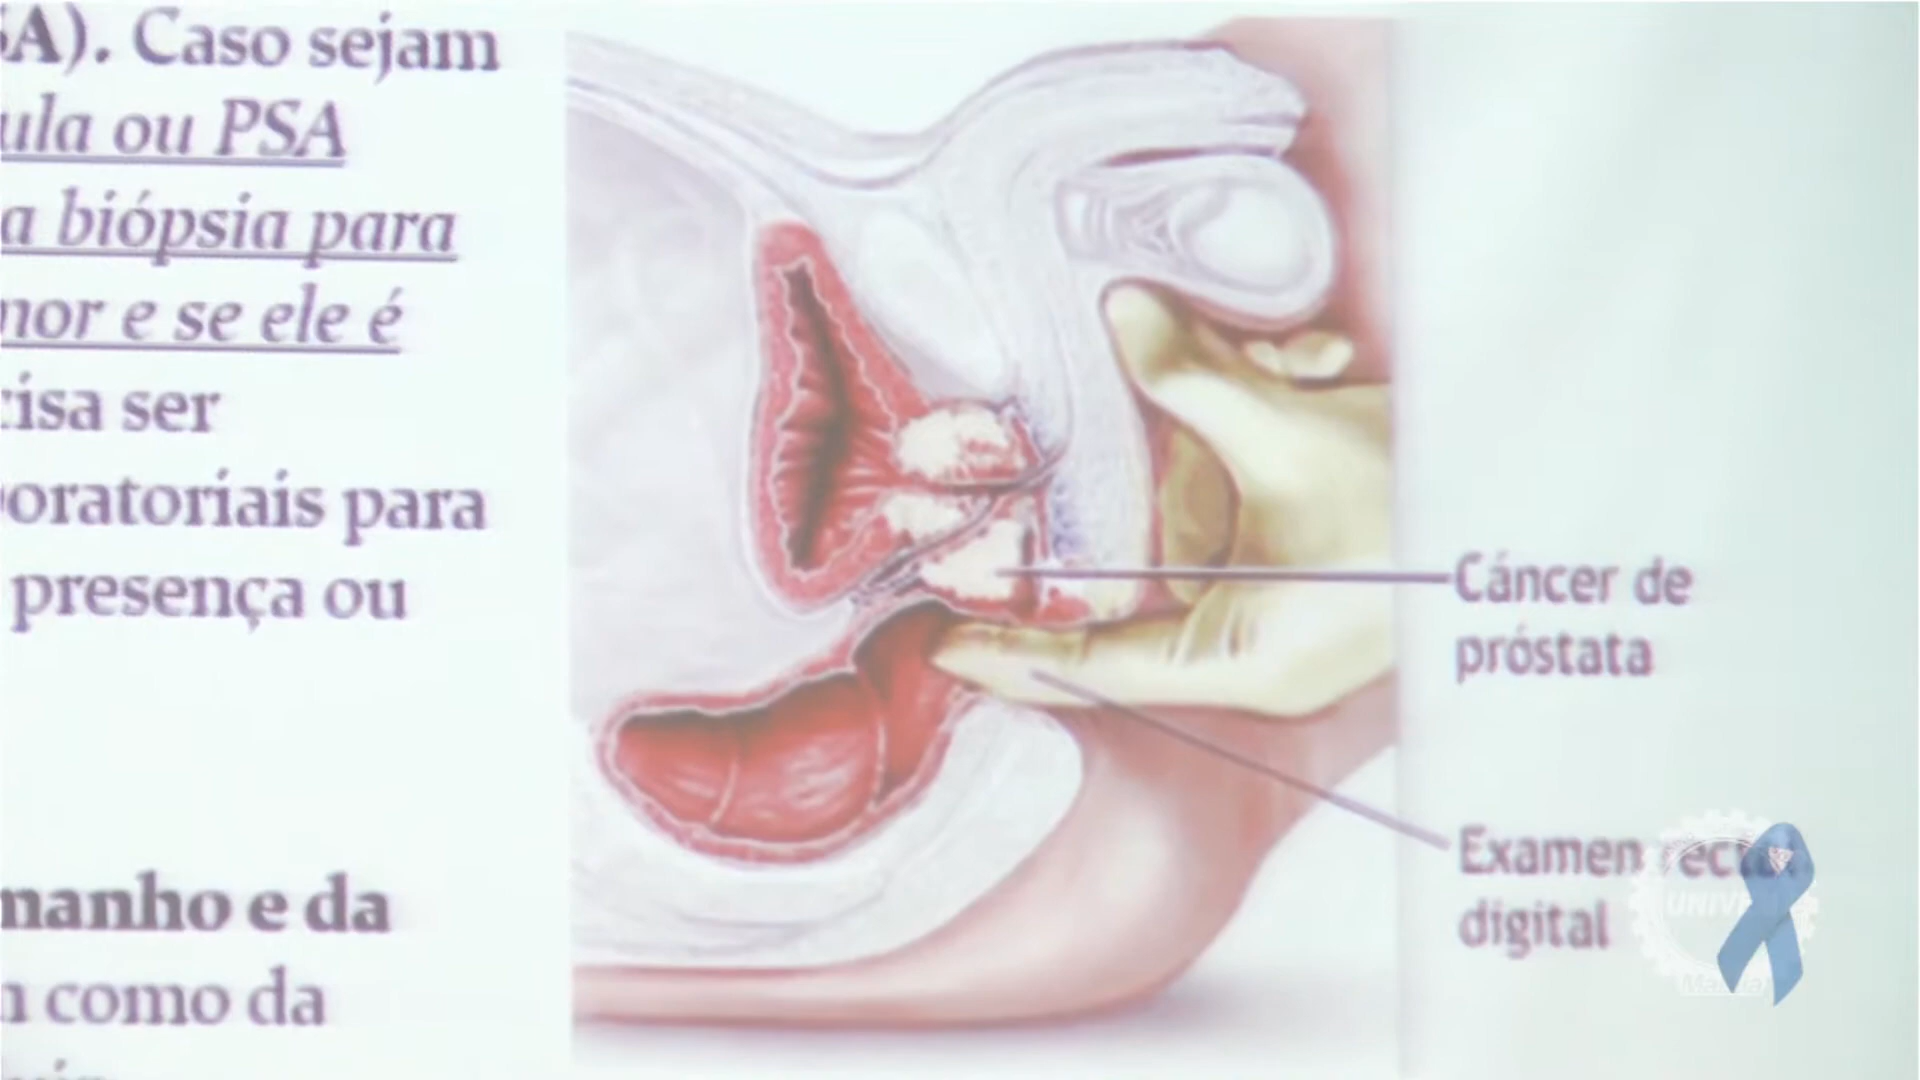 A). Caso sejam
ula ou PSA
a biópsia para
mor e se ele é
cisa ser
oratoriais para
presença ou
manho e da
como da
Cáncer de
próstata
Examen
digital